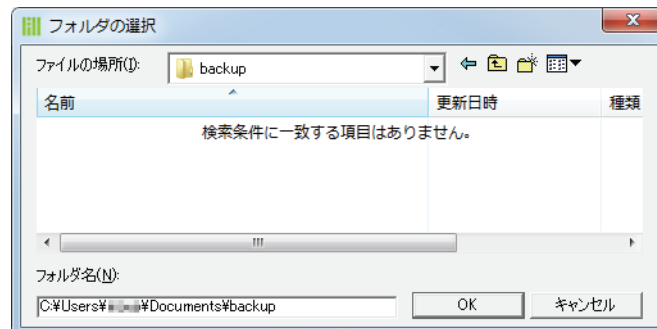 フォルダの選択
ファイルの場所(I):
backup
名前 更新日時 種類
検索条件に一致する項目はありません。
フォルダ名(N):
C:¥Users¥ ¥Documents¥backup
OK キャンセル